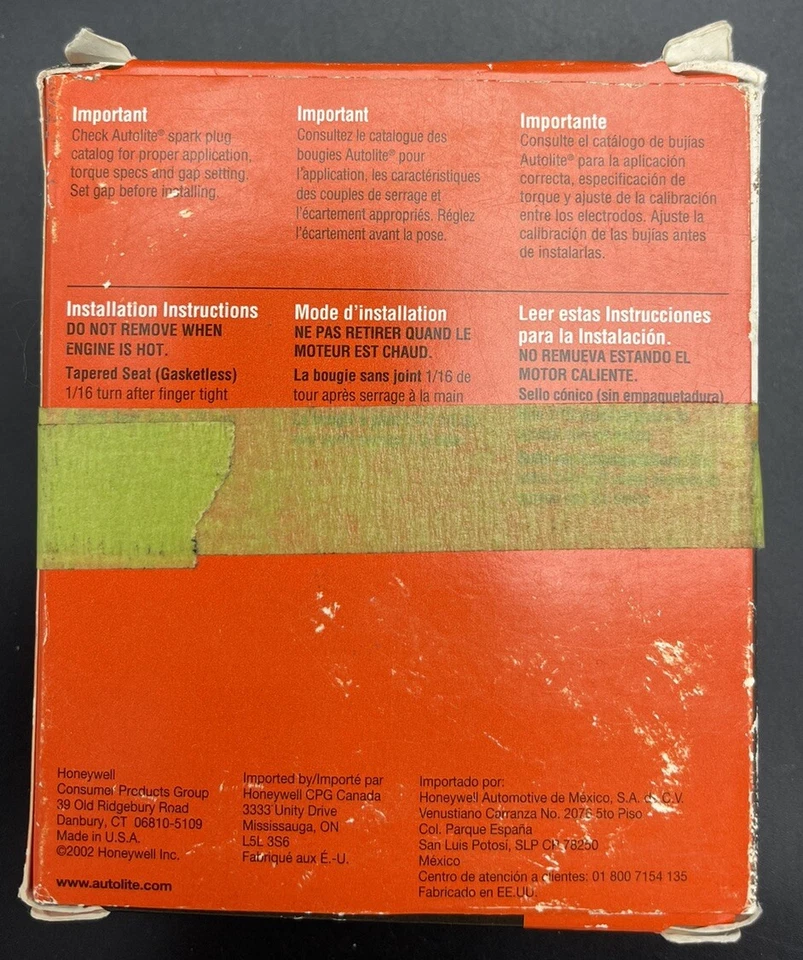 Important
Check Autolite® spark plug
catalog for proper application,
torque specs and gap setting.
Set gap before installing.
Important
Consultez le catalogue des
bougies Autolite® pour
l'application, les caractéristiques
des couples de serrage et
l'écartement appropriés. Réglez
l'écartement avant la pose.
Importante
Consulte el catálogo de bujías
Autolite® para la aplicación
correcta, especificación de
torque y ajuste de la calibración
entre los electrodos. Ajuste la
calibración de las bujías antes
de instalarlas.
Installation Instructions
DO NOT REMOVE WHEN
ENGINE IS HOT.
Tapered Seat (Gasketless)
1/16 turn after finger tight
Mode d'installation
NE PAS RETIRER QUAND LE
MOTEUR EST CHAUD.
La bougie sans joint 1/16 de
tour après serrage à la main
Leer estas Instrucciones
para la Instalación.
NO REMUEVA ESTANDO EL
MOTOR CALIENTE.
Sello cónico (sin empaquetadura)
Honeywell
Consumer Products Group
39 Old Ridgebury Road
Danbury, CT 06810-5109
Made in U.S.A.
©2002 Honeywell Inc.
www.autolite.com
Imported by/Importé par
Honeywell CPG Canada
3333 Unity Drive
Mississauga, ON
L5L 3S6
Fabriqué aux É.-U.
Importado por:
Honeywell Automotive de México, S.A. de C.V.
Venustiano Carranza No. 2076 5to Piso
Col. Parque España
San Luis Potosí, SLP CP 78250
México
Centro de atención a clientes: 01 800 7154 135
Fabricado en EE.UU.